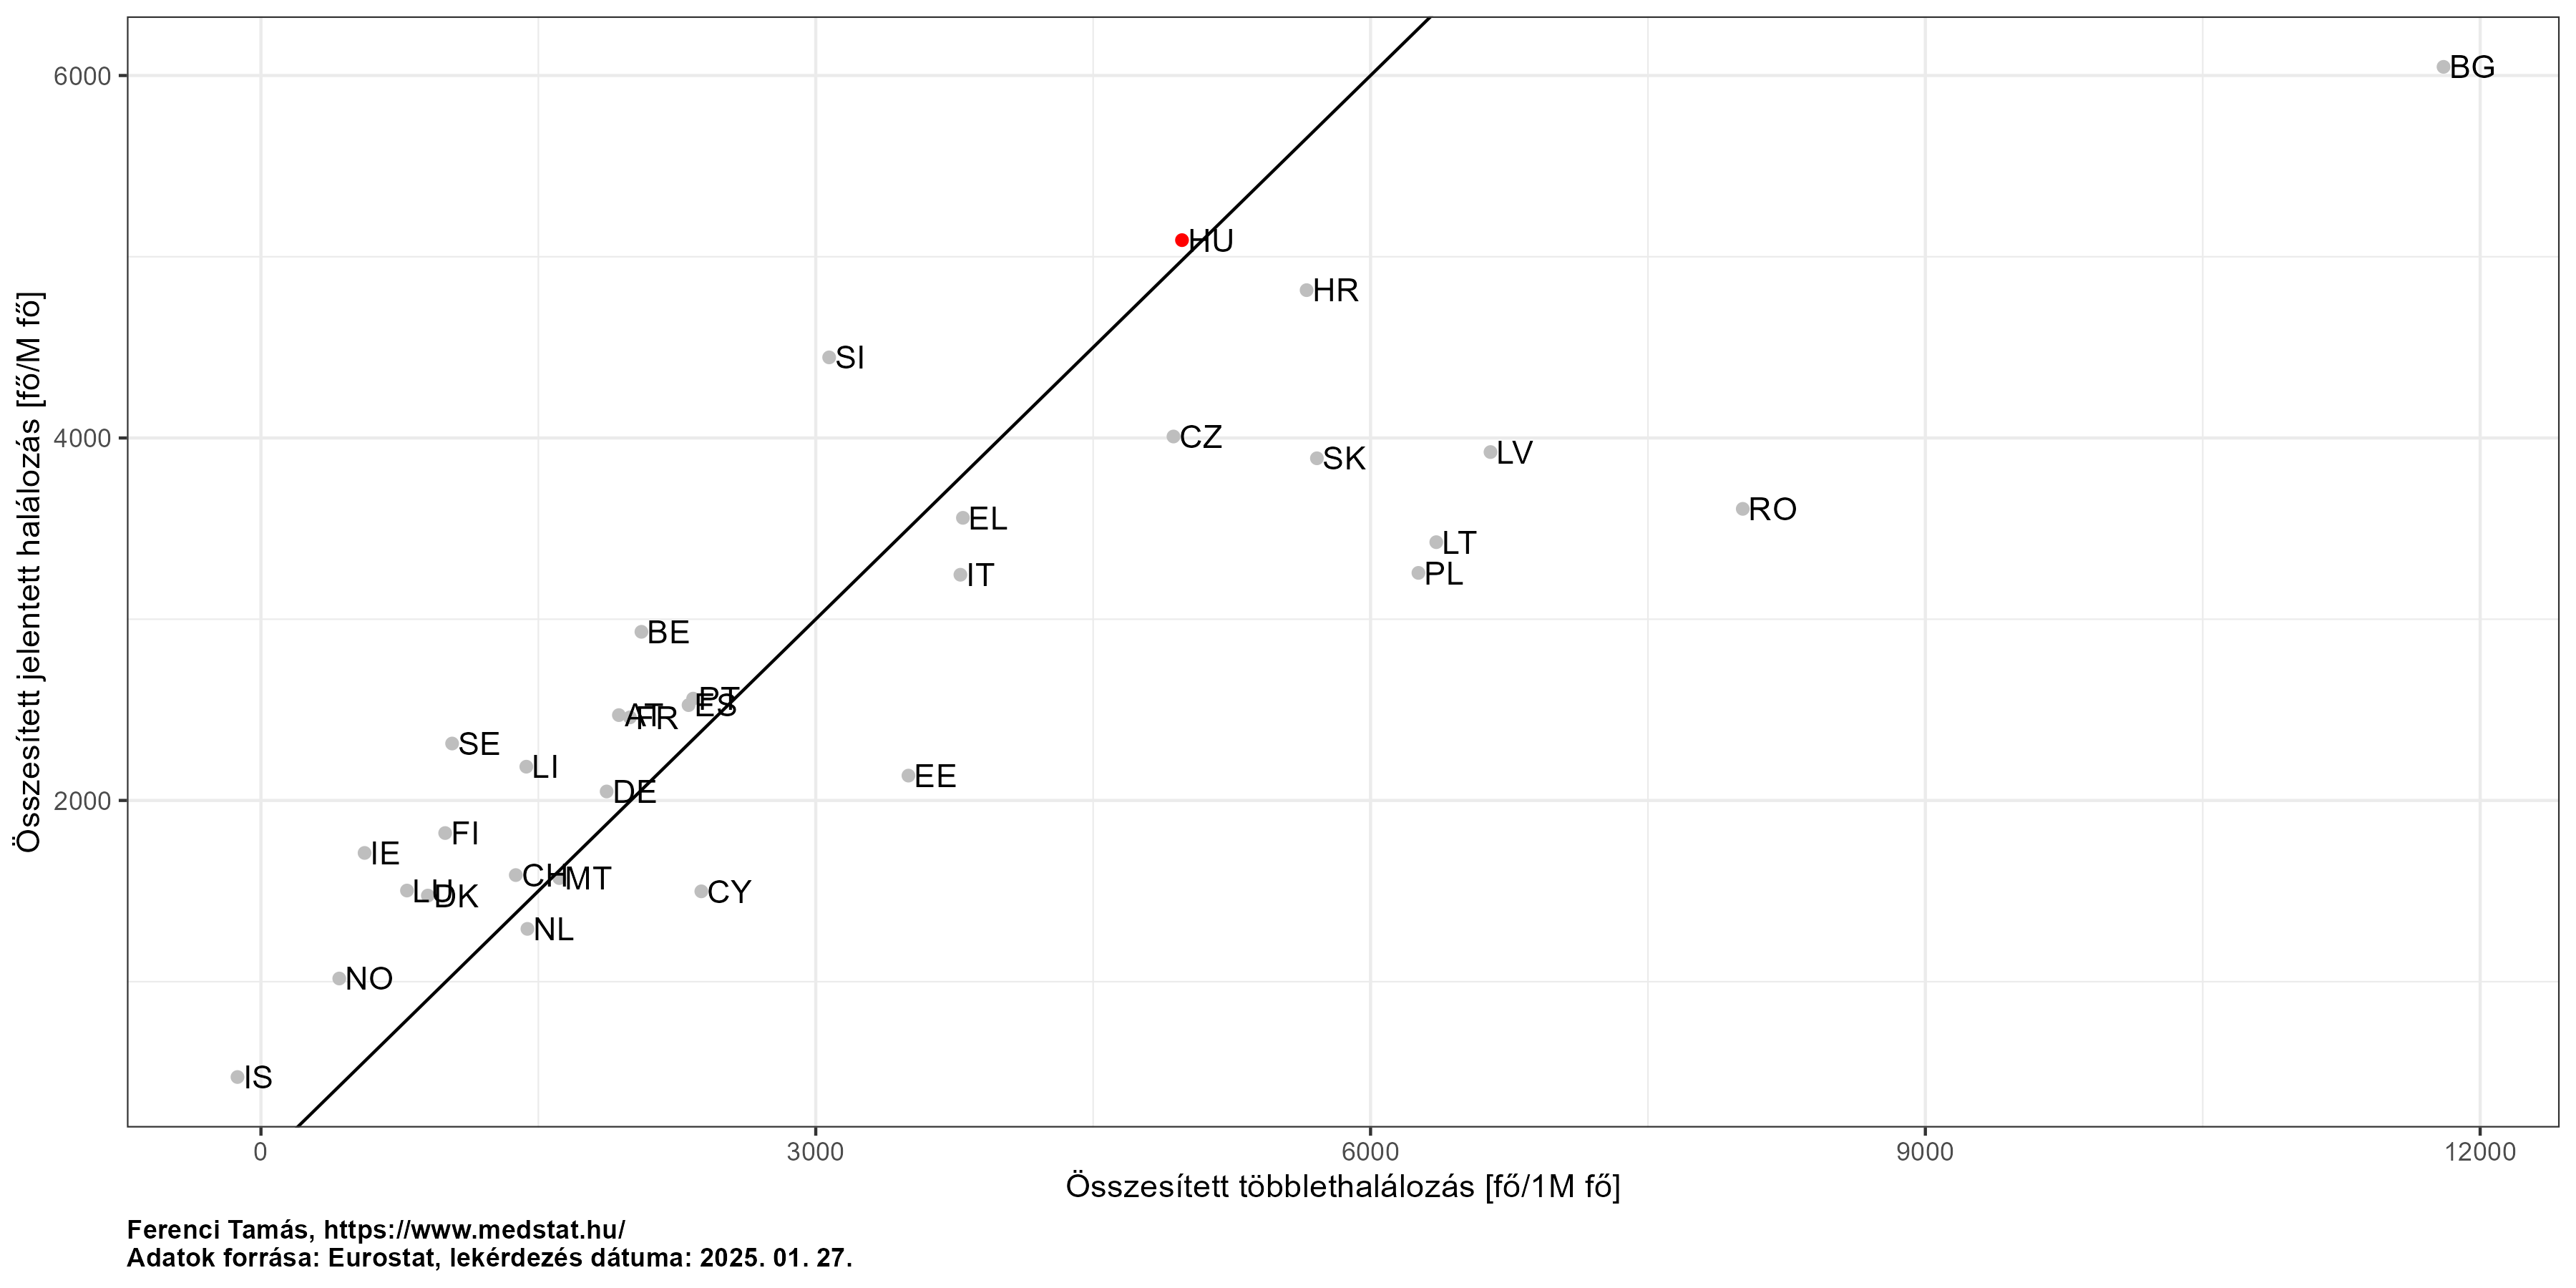 Összesített jelentett halálozás [fő/M fő]
6000
4000
2000
BG
HU
HR
SI
CZ
SK
LV
RO
EL
LT
IT
PL
BE
PT
ES
AT
FR
SE
LI
EE
DE
FI
IE
CH
MT
LU
DK
CY
NL
NO
IS
0
3000
6000
9000
12000
Összesített többlethalálozás [fő/1M fő]
Ferenci Tamás, https://www.medstat.hu/
Adatok forrása: Eurostat, lekérdezés dátuma: 2025. 01. 27.